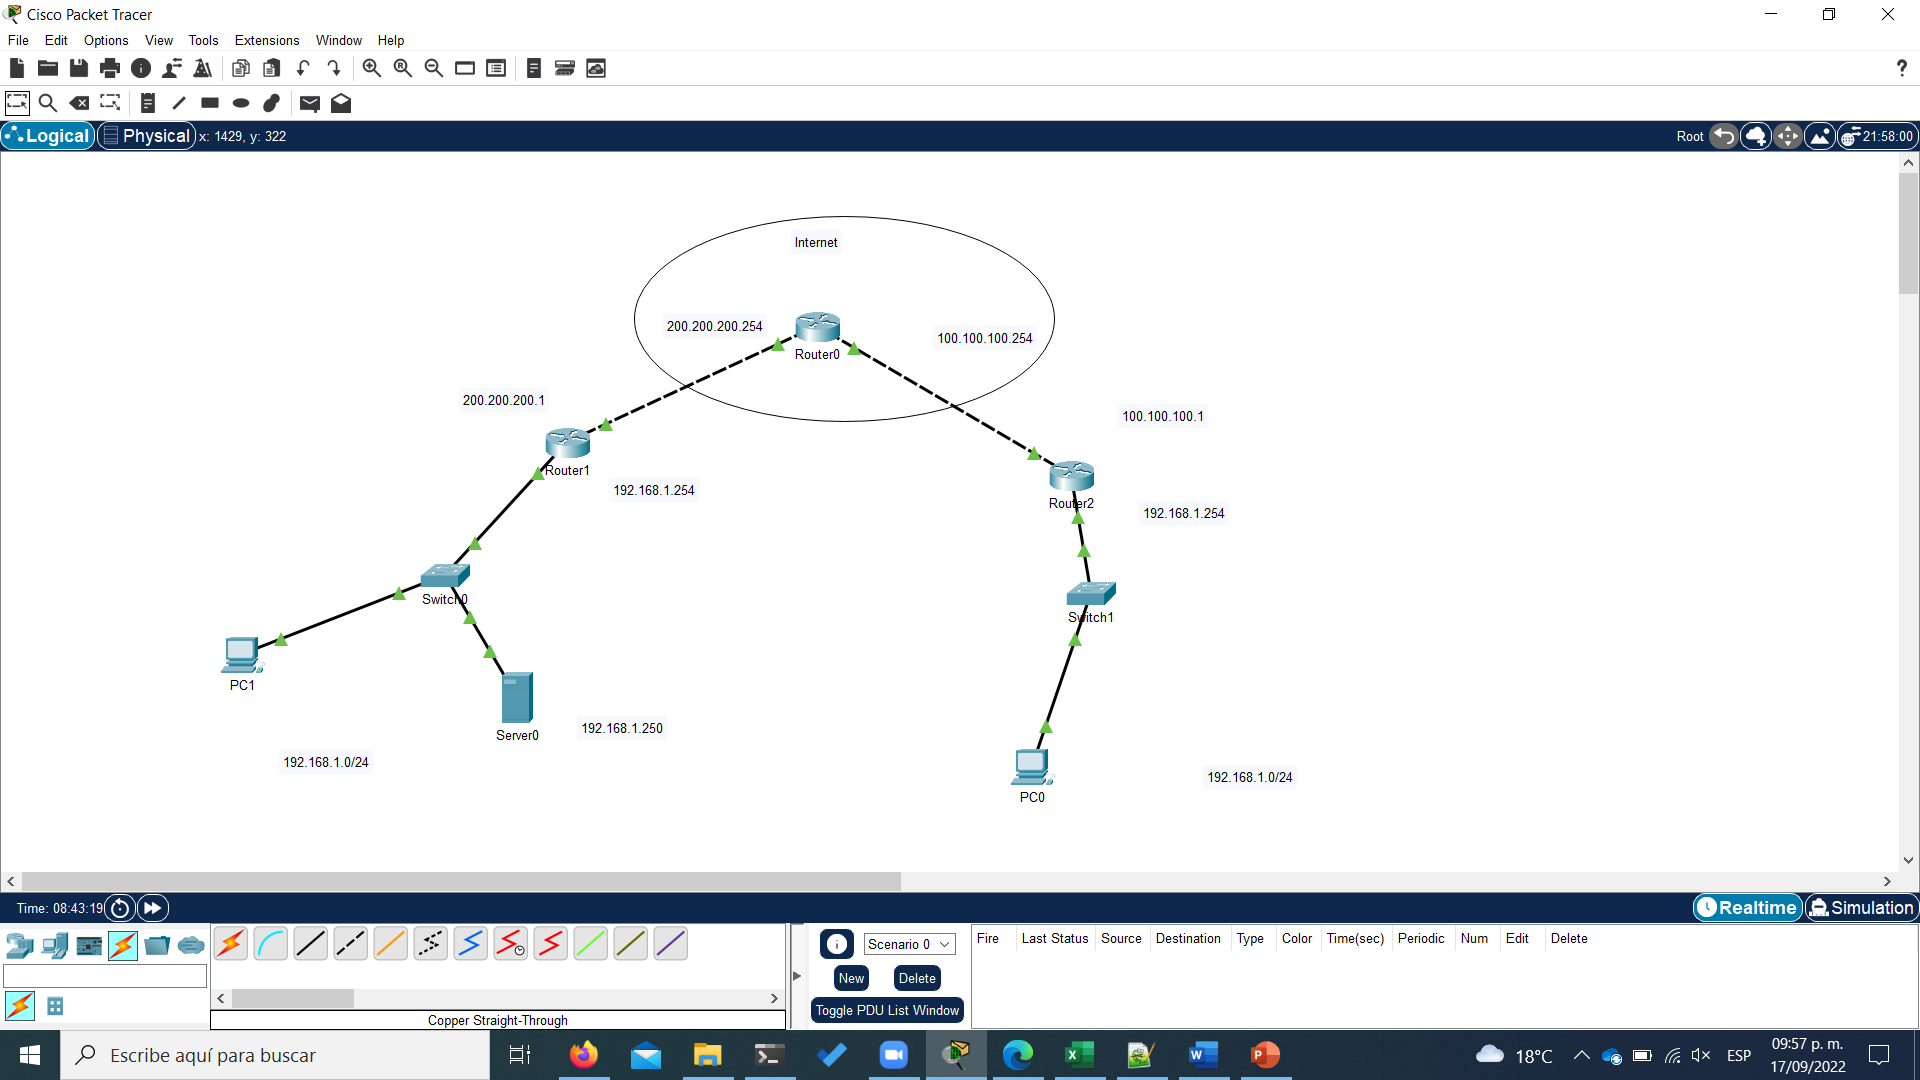 Cisco Packet Tracer
File Edit Options View Tools Extensions Window Help
?
Logical Physical x: 1429, y: 322 Root 21:58:00
Internet
200.200.200.254
100.100.100.254
Router0
200.200.200.1
100.100.100.1
Router1
192.168.1.254
Router2
192.168.1.254
Switch0
Switch1
PC1
Server0
192.168.1.250
192.168.1.0/24
192.168.1.0/24
PC0
Time: 08:43:19 Realtime Simulation
Scenario 0
New Delete
Toggle PDU List Window
Fire Last Status Source Destination Type Color Time(sec) Periodic Num Edit Delete
Copper Straight-Through
Escribe aquí para buscar
18°C ESP
09:57 p. m.
17/09/2022